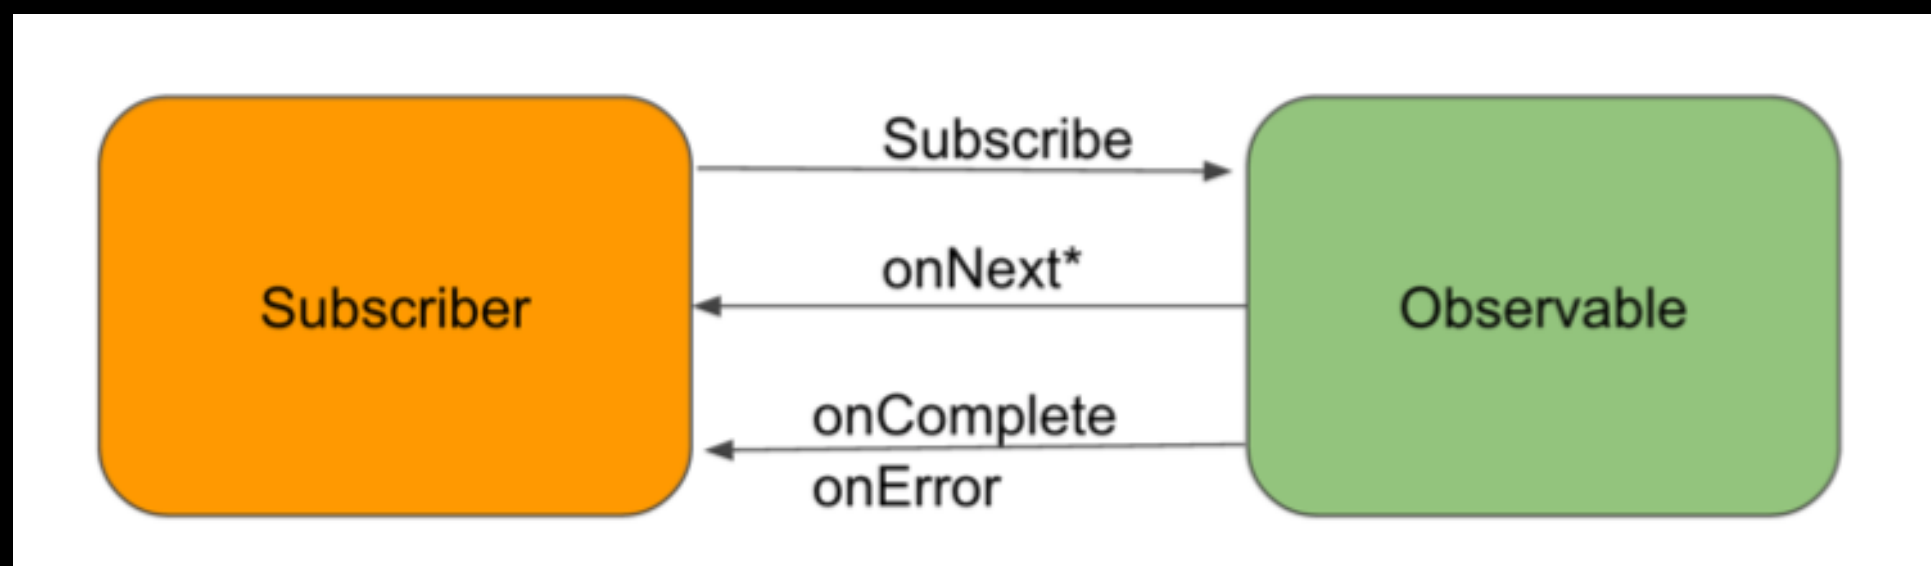 Subscribe
onNext*
Subscriber
Observable
onComplete
onError